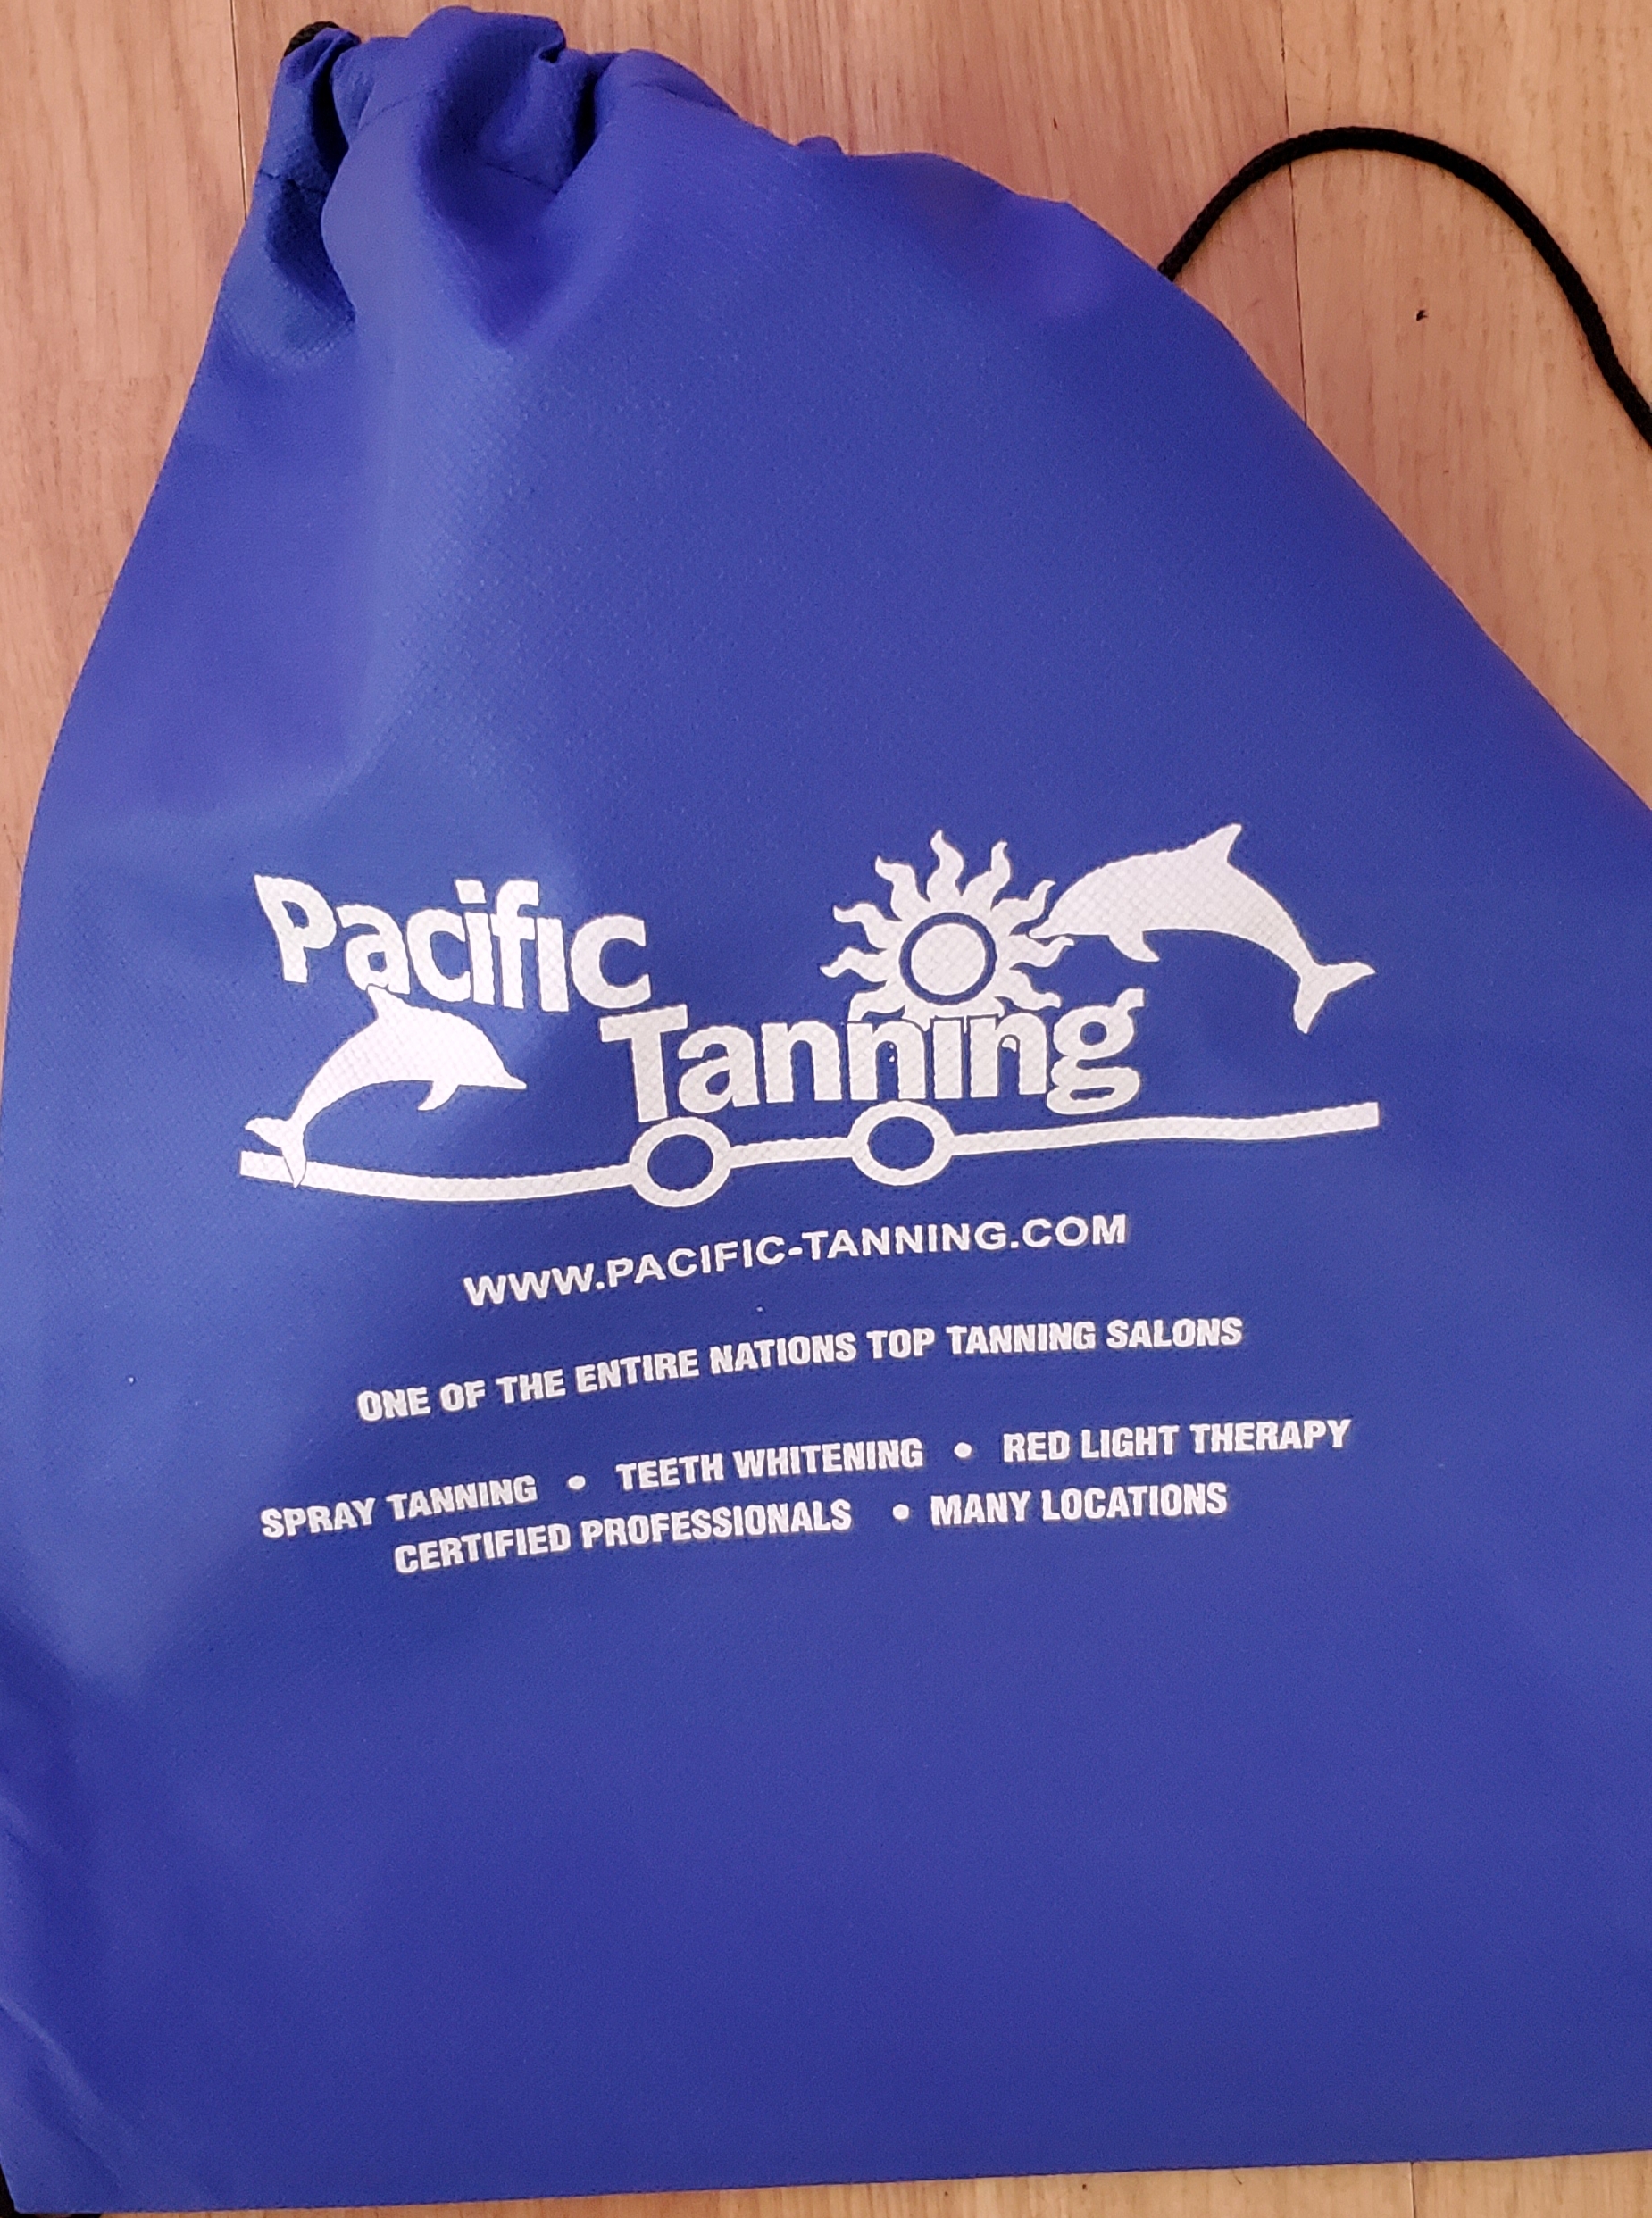 Pacific
Tanning
WWW.PACIFIC-TANNING.COM
ONE OF THE ENTIRE NATIONS TOP TANNING SALONS
SPRAY TANNING • TEETH WHITENING • RED LIGHT THERAPY
CERTIFIED PROFESSIONALS • MANY LOCATIONS